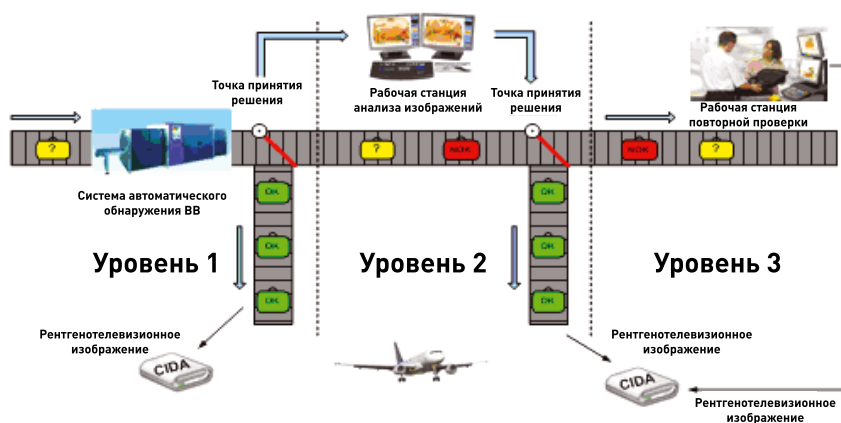 Точка принятия
решения
Рабочая станция
анализа изображений
Точка принятия
решения
Рабочая станция
повторной проверки
?
?
NOK
NOK
?
Система автоматического
обнаружения ВВ
OK
OK
OK
OK
OK
OK
Уровень 1
Уровень 2
Уровень 3
Рентгенотелевизионное
изображение
CIDA
Рентгенотелевизионное
изображение
CIDA
Рентгенотелевизионное
изображение